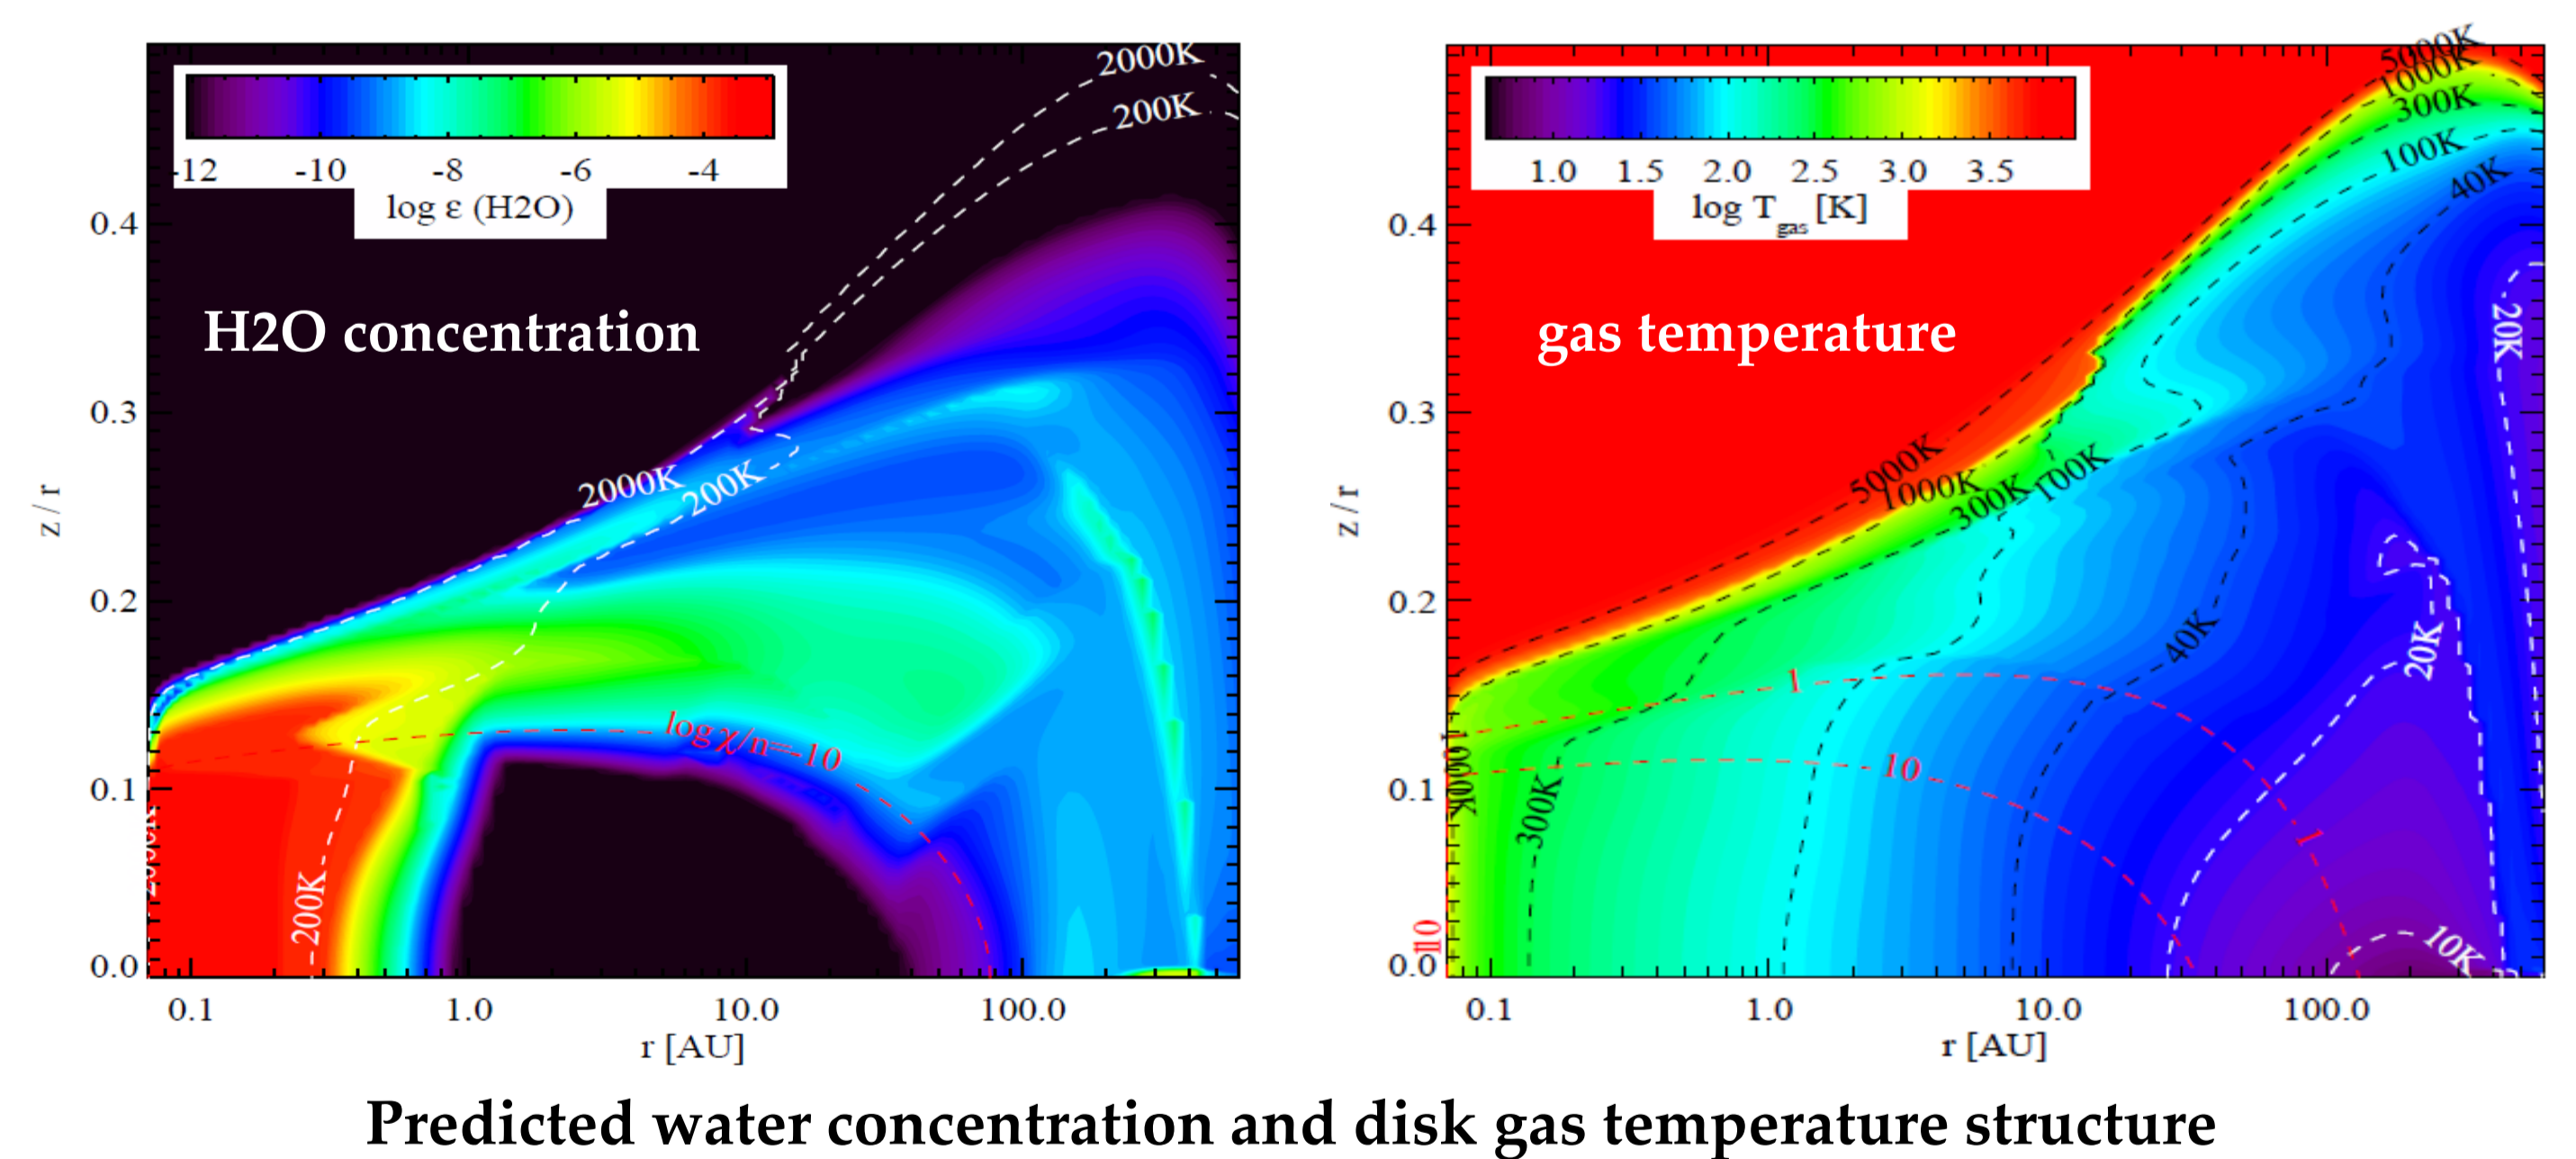 2000K
200K
-12 -10 -8 -6 -4
log ε (H2O)
H2O concentration
2000K
200K
log χ/n=-10
200K
0.4
0.3
0.2
0.1
0.0
z/r
0.1 1.0 10.0 100.0
r [AU]
5000K
1000K
300K
100K
40K
1.0 1.5 2.0 2.5 3.0 3.5
log Tgas [K]
gas temperature
20K
5000K
1000K
300K
100K
40K
20K
1
10
1
300K
10K
10
0.4
0.3
0.2
0.1
0.0
z/r
0.1 1.0 10.0 100.0
r [AU]
Predicted water concentration and disk gas temperature structure